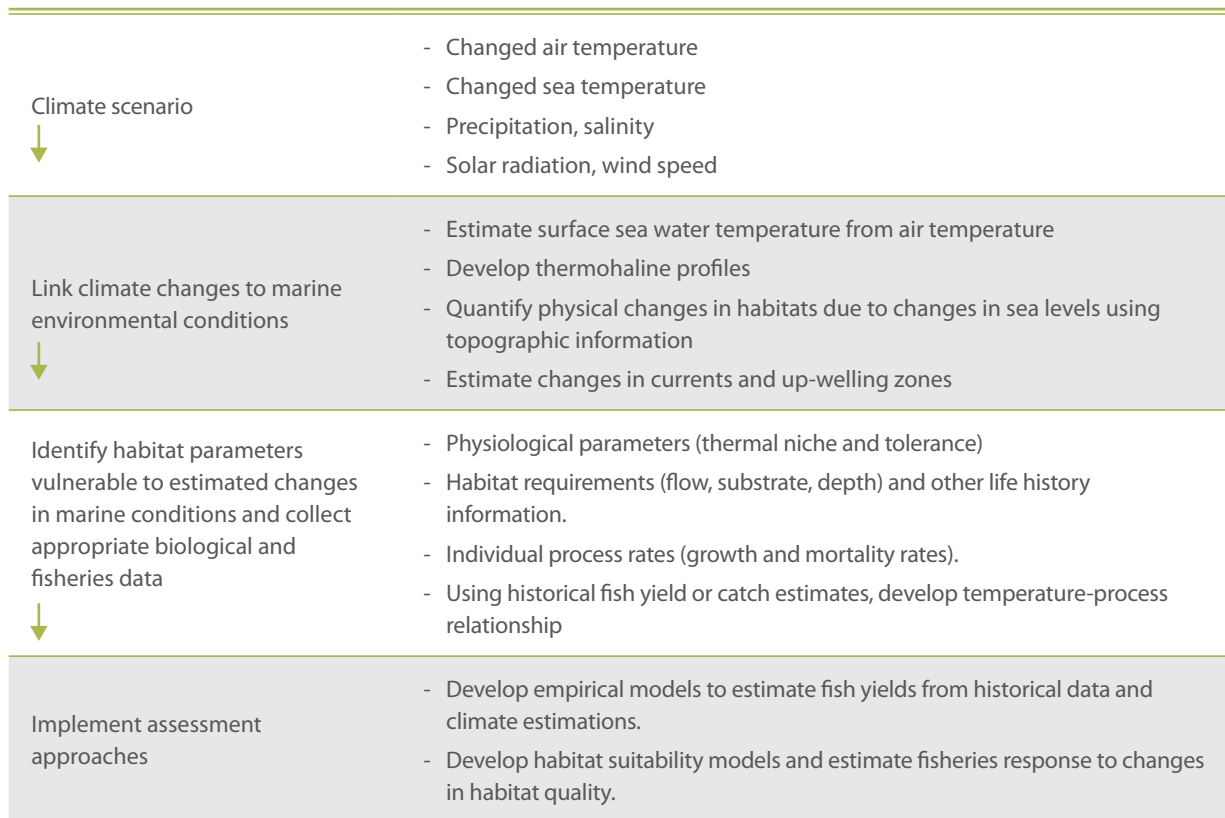 Climate scenario
- Changed air temperature
- Changed sea temperature
- Precipitation, salinity
- Solar radiation, wind speed
Link climate changes to marine
environmental conditions
- Estimate surface sea water temperature from air temperature
- Develop thermohaline profiles
- Quantify physical changes in habitats due to changes in sea levels using
topographic information
- Estimate changes in currents and up-welling zones
Identify habitat parameters
vulnerable to estimated changes
in marine conditions and collect
appropriate biological and
fisheries data
- Physiological parameters (thermal niche and tolerance)
- Habitat requirements (flow, substrate, depth) and other life history
information.
- Individual process rates (growth and mortality rates).
- Using historical fish yield or catch estimates, develop temperature-process
relationship
Implement assessment
approaches
- Develop empirical models to estimate fish yields from historical data and
climate estimations.
- Develop habitat suitability models and estimate fisheries response to changes
in habitat quality.